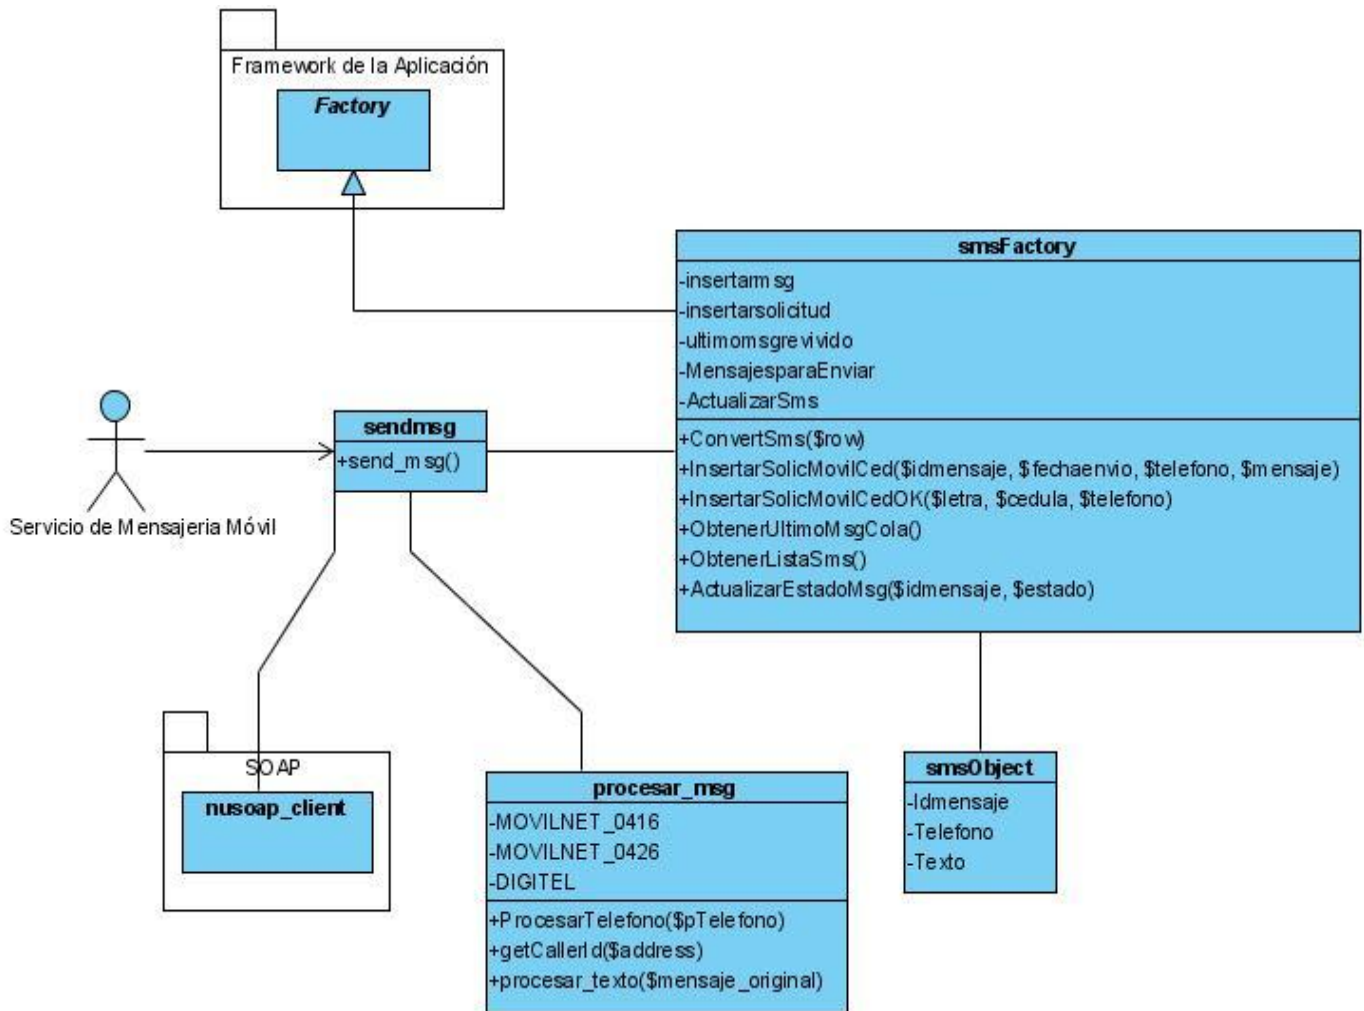 Framework de la Aplicación
Factory
smsFactory
-insertarmsg
-insertarsolicitud
-ultimomsgrevivido
-MensajesparaEnviar
-ActualizarSms
+ConvertSms($row)
+InsertarSolicMovilCed($idmensaje, $fechaenvio, $telefono, $mensaje)
+InsertarSolicMovilCedOK($letra, $cedula, $telefono)
+ObtenerUltimoMsgCola()
+ObtenerListaSms()
+ActualizarEstadoMsg($idmensaje, $estado)
sendmsg
+send_msg()
Servicio de Mensajeria Móvil
SOAP
nusoap_client
procesar_msg
-MOVILNET_0416
-MOVILNET_0426
-DIGITEL
+ProcesarTelefono($pTelefono)
+getCallerId($address)
+procesar_texto($mensaje_original)
smsObject
-Idmensaje
-Telefono
-Texto